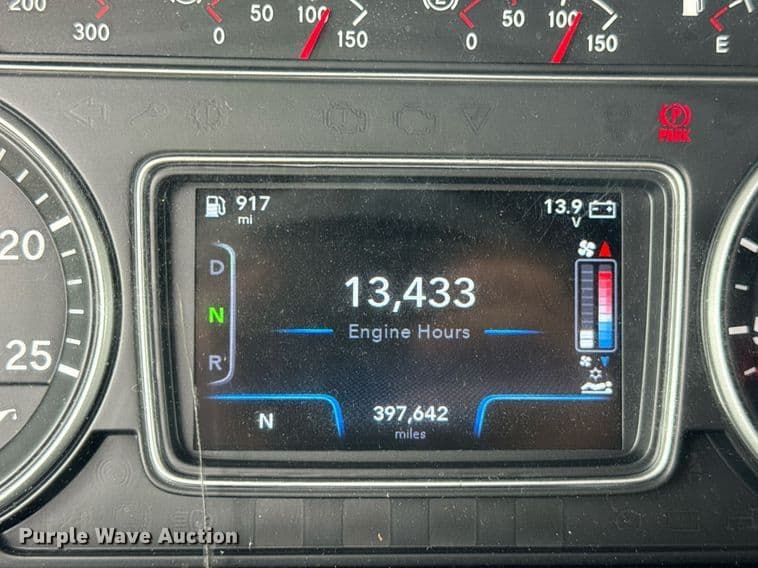 200
300
0
50
100
150
0
50
100
150
E
PARK
917
mi
13.9
V
20
D
N
R
13,433
Engine Hours
25
N
397,642
miles
Purple Wave Auction